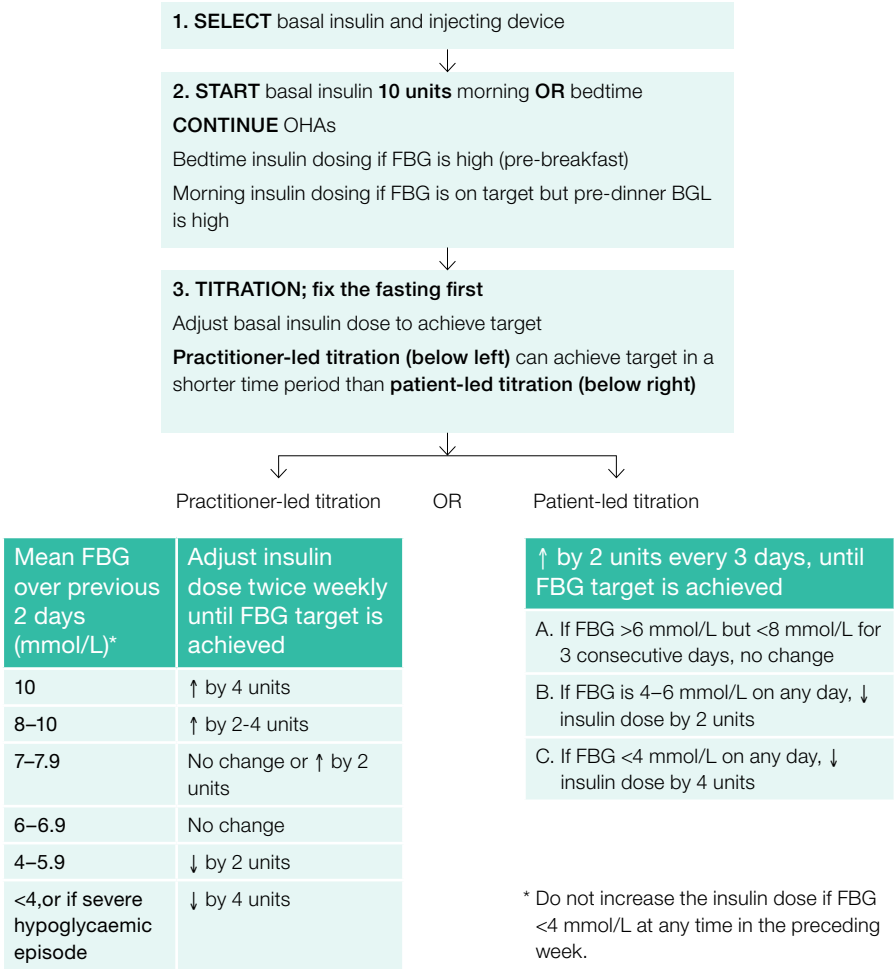 1. SELECT basal insulin and injecting device
2. START basal insulin 10 units morning OR bedtime
CONTINUE OHAs
Bedtime insulin dosing if FBG is high (pre-breakfast)
Morning insulin dosing if FBG is on target but pre-dinner BGL
is high
3. TITRATION; fix the fasting first
Adjust basal insulin dose to achieve target
Practitioner-led titration (below left) can achieve target in a
shorter time period than patient-led titration (below right)
Practitioner-led titration OR Patient-led titration
Mean FBG
over previous
2 days
(mmol/L)*
Adjust insulin
dose twice weekly
until FBG target is
achieved
10
↑ by 4 units
8–10
↑ by 2-4 units
7–7.9
No change or ↑ by 2
units
6–6.9
No change
4–5.9
↓ by 2 units
<4,or if severe
hypoglycaemic
episode
↓ by 4 units
↑ by 2 units every 3 days, until
FBG target is achieved
A. If FBG >6 mmol/L but <8 mmol/L for
3 consecutive days, no change
B. If FBG is 4–6 mmol/L on any day, ↓
insulin dose by 2 units
C. If FBG <4 mmol/L on any day, ↓
insulin dose by 4 units
* Do not increase the insulin dose if FBG
<4 mmol/L at any time in the preceding
week.